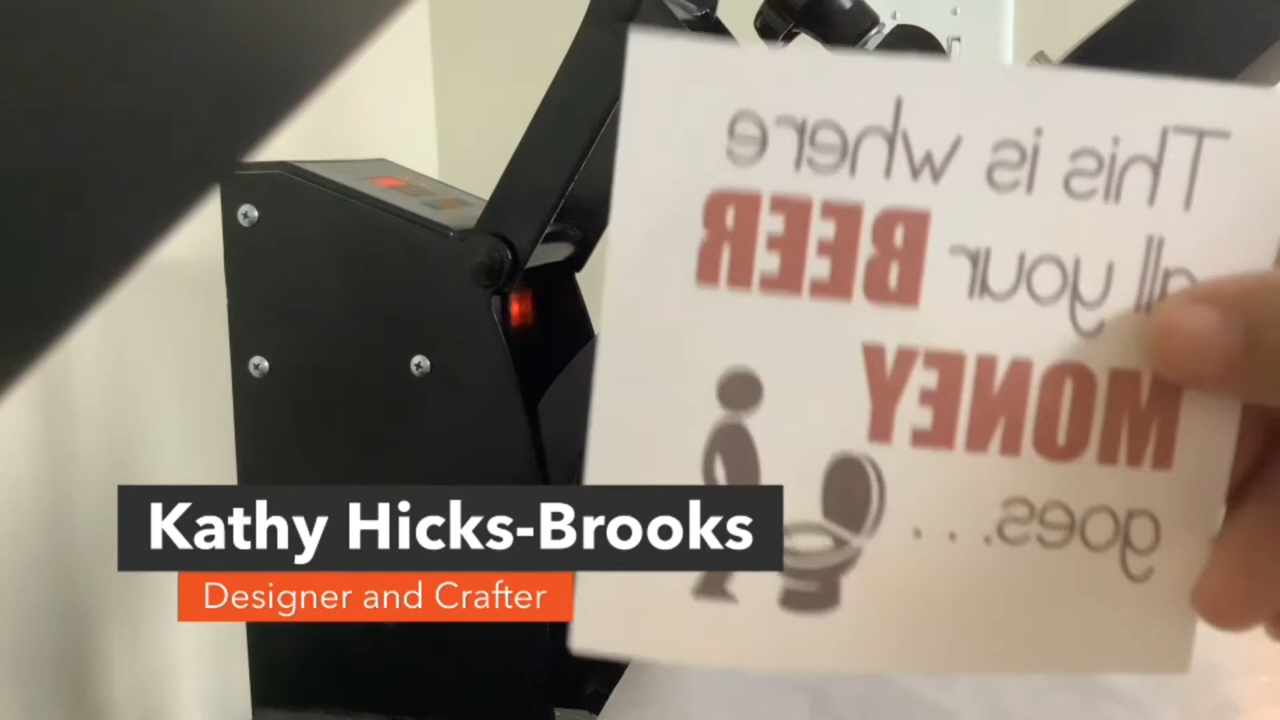 This is where
all your BEER
MONEY
goes. . . .
Kathy Hicks-Brooks
Designer and Crafter